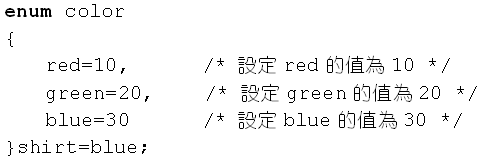 enum color
{
    red=10,        /* 設定 red 的值為 10 */
    green=20,     /* 設定 green 的值為 20 */
    blue=30       /* 設定 blue 的值為 30 */
}shirt=blue;